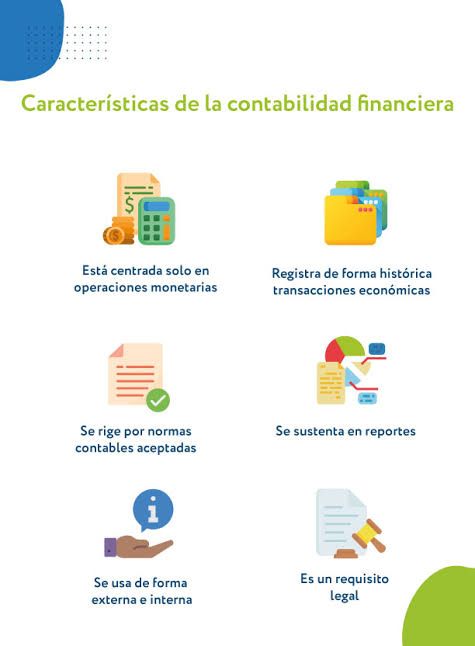 Características de la contabilidad financiera
$
$
Está centrada solo en
operaciones monetarias
Registra de forma histórica
transacciones económicas
Se rige por normas
contables aceptadas
Se sustenta en reportes
i
Se usa de forma
externa e interna
Es un requisito
legal